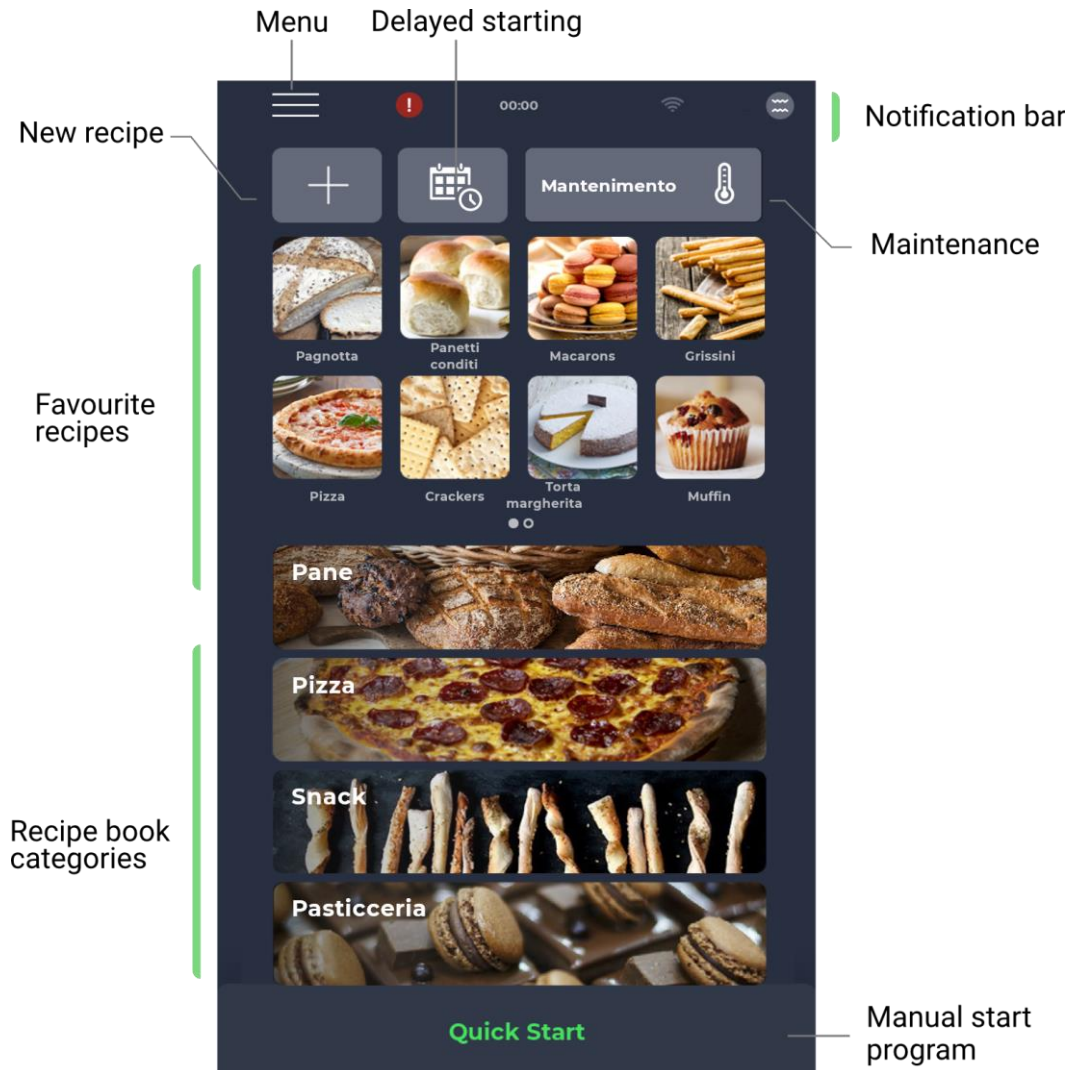 Menu
Delayed starting
!
00:00
Notification bar
New recipe
Mantenimento
Maintenance
Pagnotta
Panetti
conditi
Macarons
Grissini
Favourite
recipes
Pizza
Crackers
Torta
margherita
Muffin
Pane
Pizza
Snack
Recipe book
categories
Pasticceria
Quick Start
Manual start
program